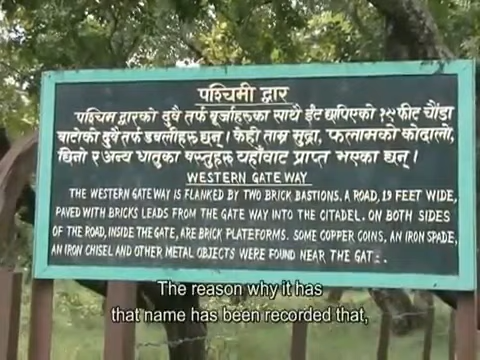 पश्चिमी द्वार
पश्चिम द्वारको दुवै तर्फ बुर्जाहरूका साथै ईंट छापिएको १९ फीट चौंडा
बाटोको दुवै तर्फ डबलीहरू छन्। केही ताम्र मुद्रा, फलामको कोदालो,
छिनो र अन्य धातुका वस्तुहरू यहाँबाट प्राप्त भएका छन्।
WESTERN GATE WAY
THE WESTERN GATEWAY IS FLANKED BY TWO BRICK BASTIONS. A ROAD, 19 FEET WIDE,
PAVED WITH BRICKS LEADS FROM THE GATE WAY INTO THE CITADEL. ON BOTH SIDES
OF THE ROAD, INSIDE THE GATE, ARE BRICK PLATEFORMS. SOME COPPER COINS, AN IRON SPADE,
AN IRON CHISEL AND OTHER METAL OBJECTS WERE FOUND NEAR THE GATE.
The reason why it has
that name has been recorded that,